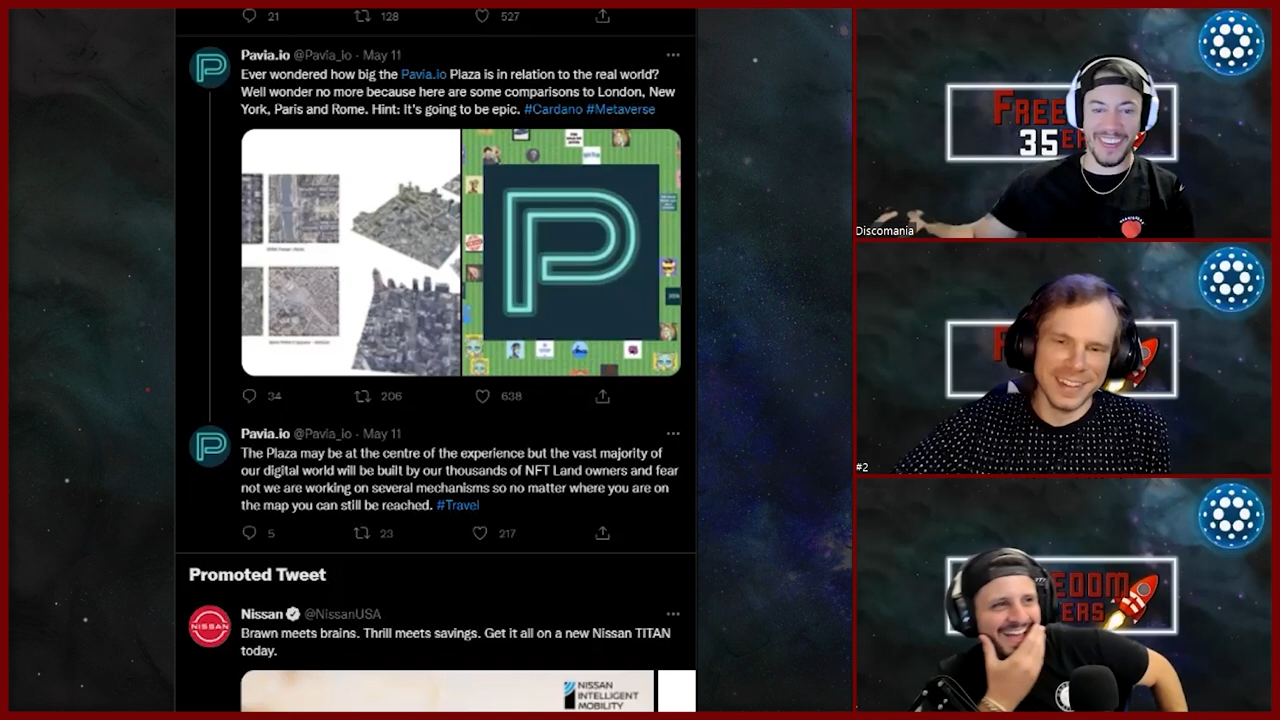 21 128 527
Pavia.io @Pavia_io - May 11
Ever wondered how big the Pavia.io Plaza is in relation to the real world?
Well wonder no more because here are some comparisons to London, New
York, Paris and Rome. Hint: It's going to be epic. #Cardano #Metaverse
34 206 638
Pavia.io @Pavia_io - May 11
The Plaza may be at the centre of the experience but the vast majority of
our digital world will be built by our thousands of NFT Land owners and fear
not we are working on several mechanisms so no matter where you are on
the map you can still be reached. #Travel
5 23 217
Promoted Tweet
Nissan @NissanUSA
Brawn meets brains. Thrill meets savings. Get it all on a new Nissan TITAN
today.
NISSAN
NISSAN
INTELLIGENT
MOBILITY
FREE
35
Discomania
#2
EDOM
ERS